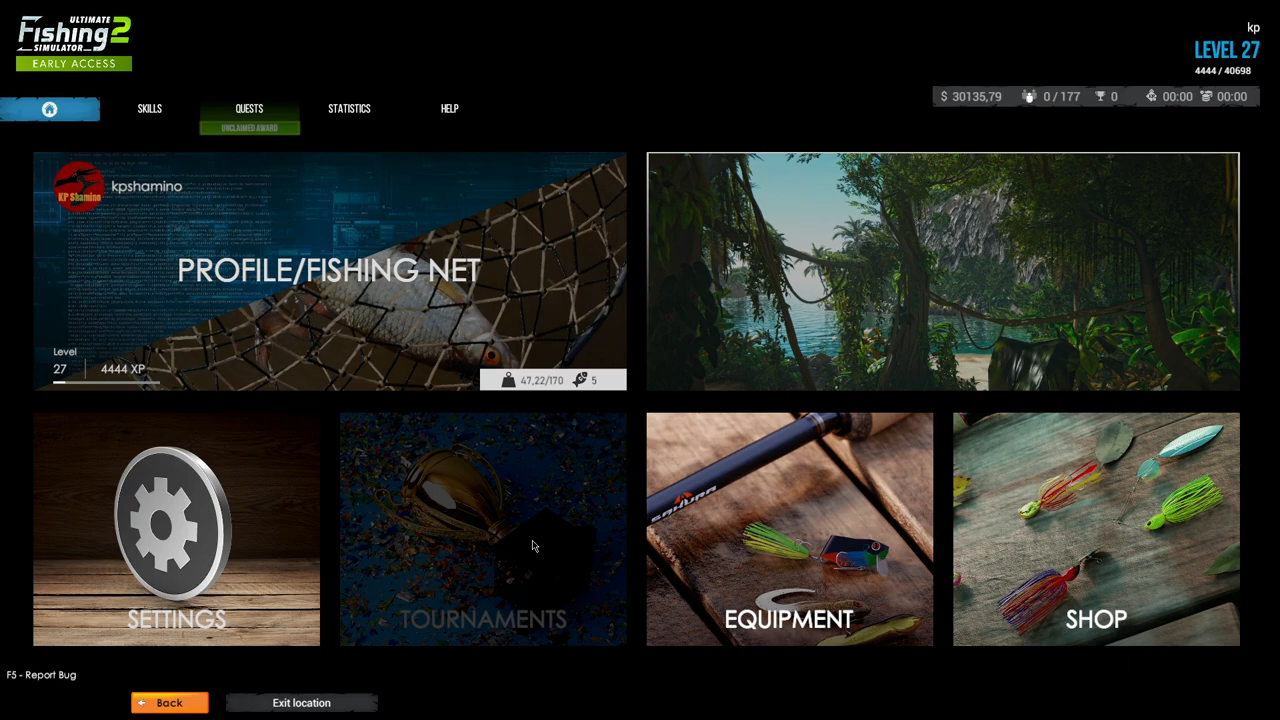 ULTIMATE
Fishing 2
SIMULATOR
EARLY ACCESS
kp
LEVEL 27
4444 / 40698
$ 30135,79 0 / 177 0 00:00 00:00
SKILLS QUESTS STATISTICS HELP
UNCLAIMED AWARD
KP Shamino
kpshamino
PROFILE/FISHING NET
Level
27 4444 XP
47,22/170 5
SAKURA
SETTINGS TOURNAMENTS EQUIPMENT SHOP
F5 - Report Bug
Back Exit location